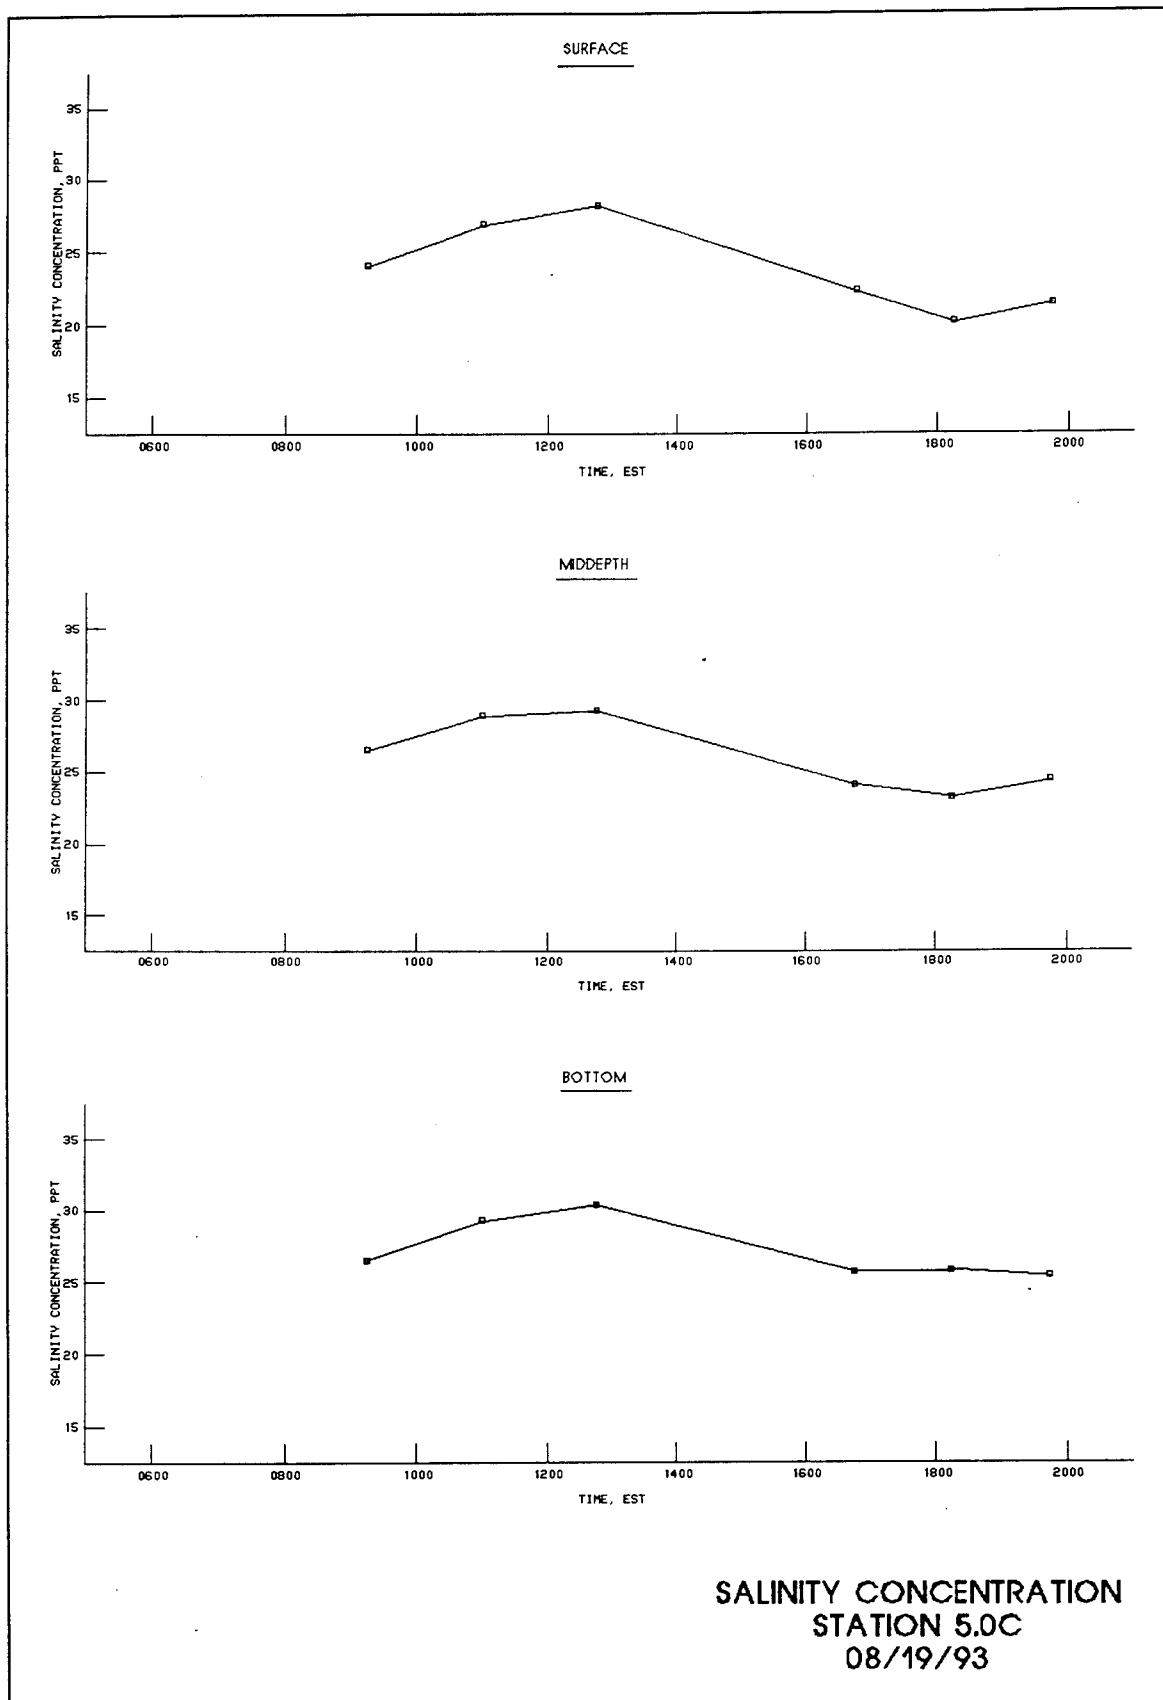 SURFACE
35
30
25
20
15
SALINITY CONCENTRATION, PPT
0600 0800 1000 1200 1400 1600 1800 2000
TIME, EST
MIDDEPTH
35
30
25
20
15
SALINITY CONCENTRATION, PPT
0600 0800 1000 1200 1400 1600 1800 2000
TIME, EST
BOTTOM
35
30
25
20
15
SALINITY CONCENTRATION, PPT
0600 0800 1000 1200 1400 1600 1800 2000
TIME, EST
SALINITY CONCENTRATION
STATION 5.0C
08/19/93